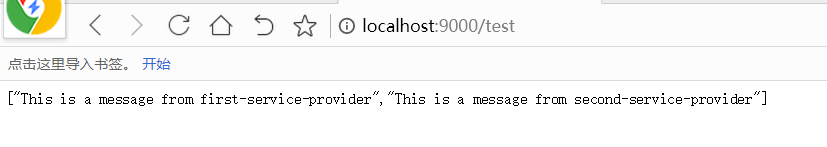 localhost:9000/test
点击这里导入书签。 开始
["This is a message from first-service-provider","This is a message from second-service-provider"]